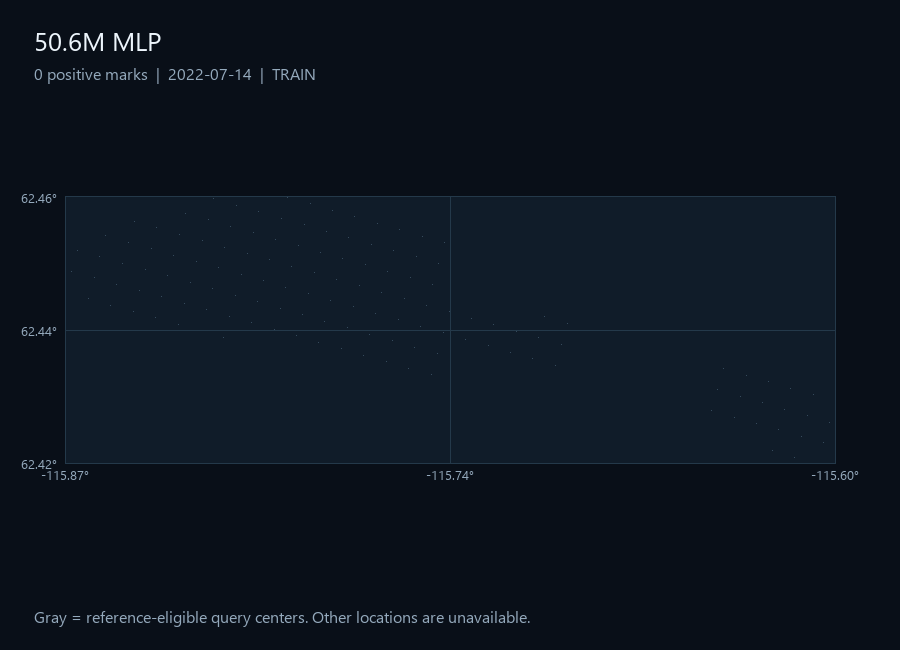 50.6M MLP
0 positive marks | 2022-07-14 | TRAIN
62.46°
62.44°
62.42°
-115.87° -115.74° -115.60°
Gray = reference-eligible query centers. Other locations are unavailable.